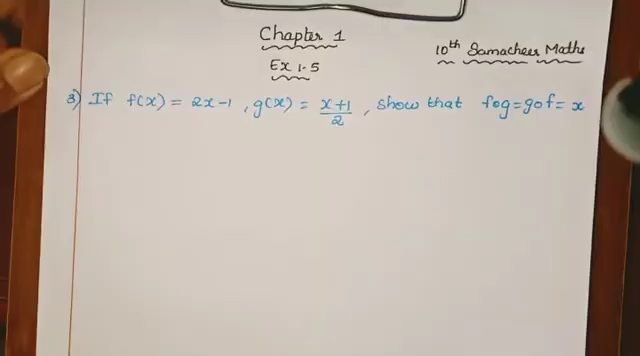 Chapter 1
10th Samacheer Maths
Ex 1.5
3) If f(x) = 2x-1, g(x) = x+1/2, show that fog=gof= x